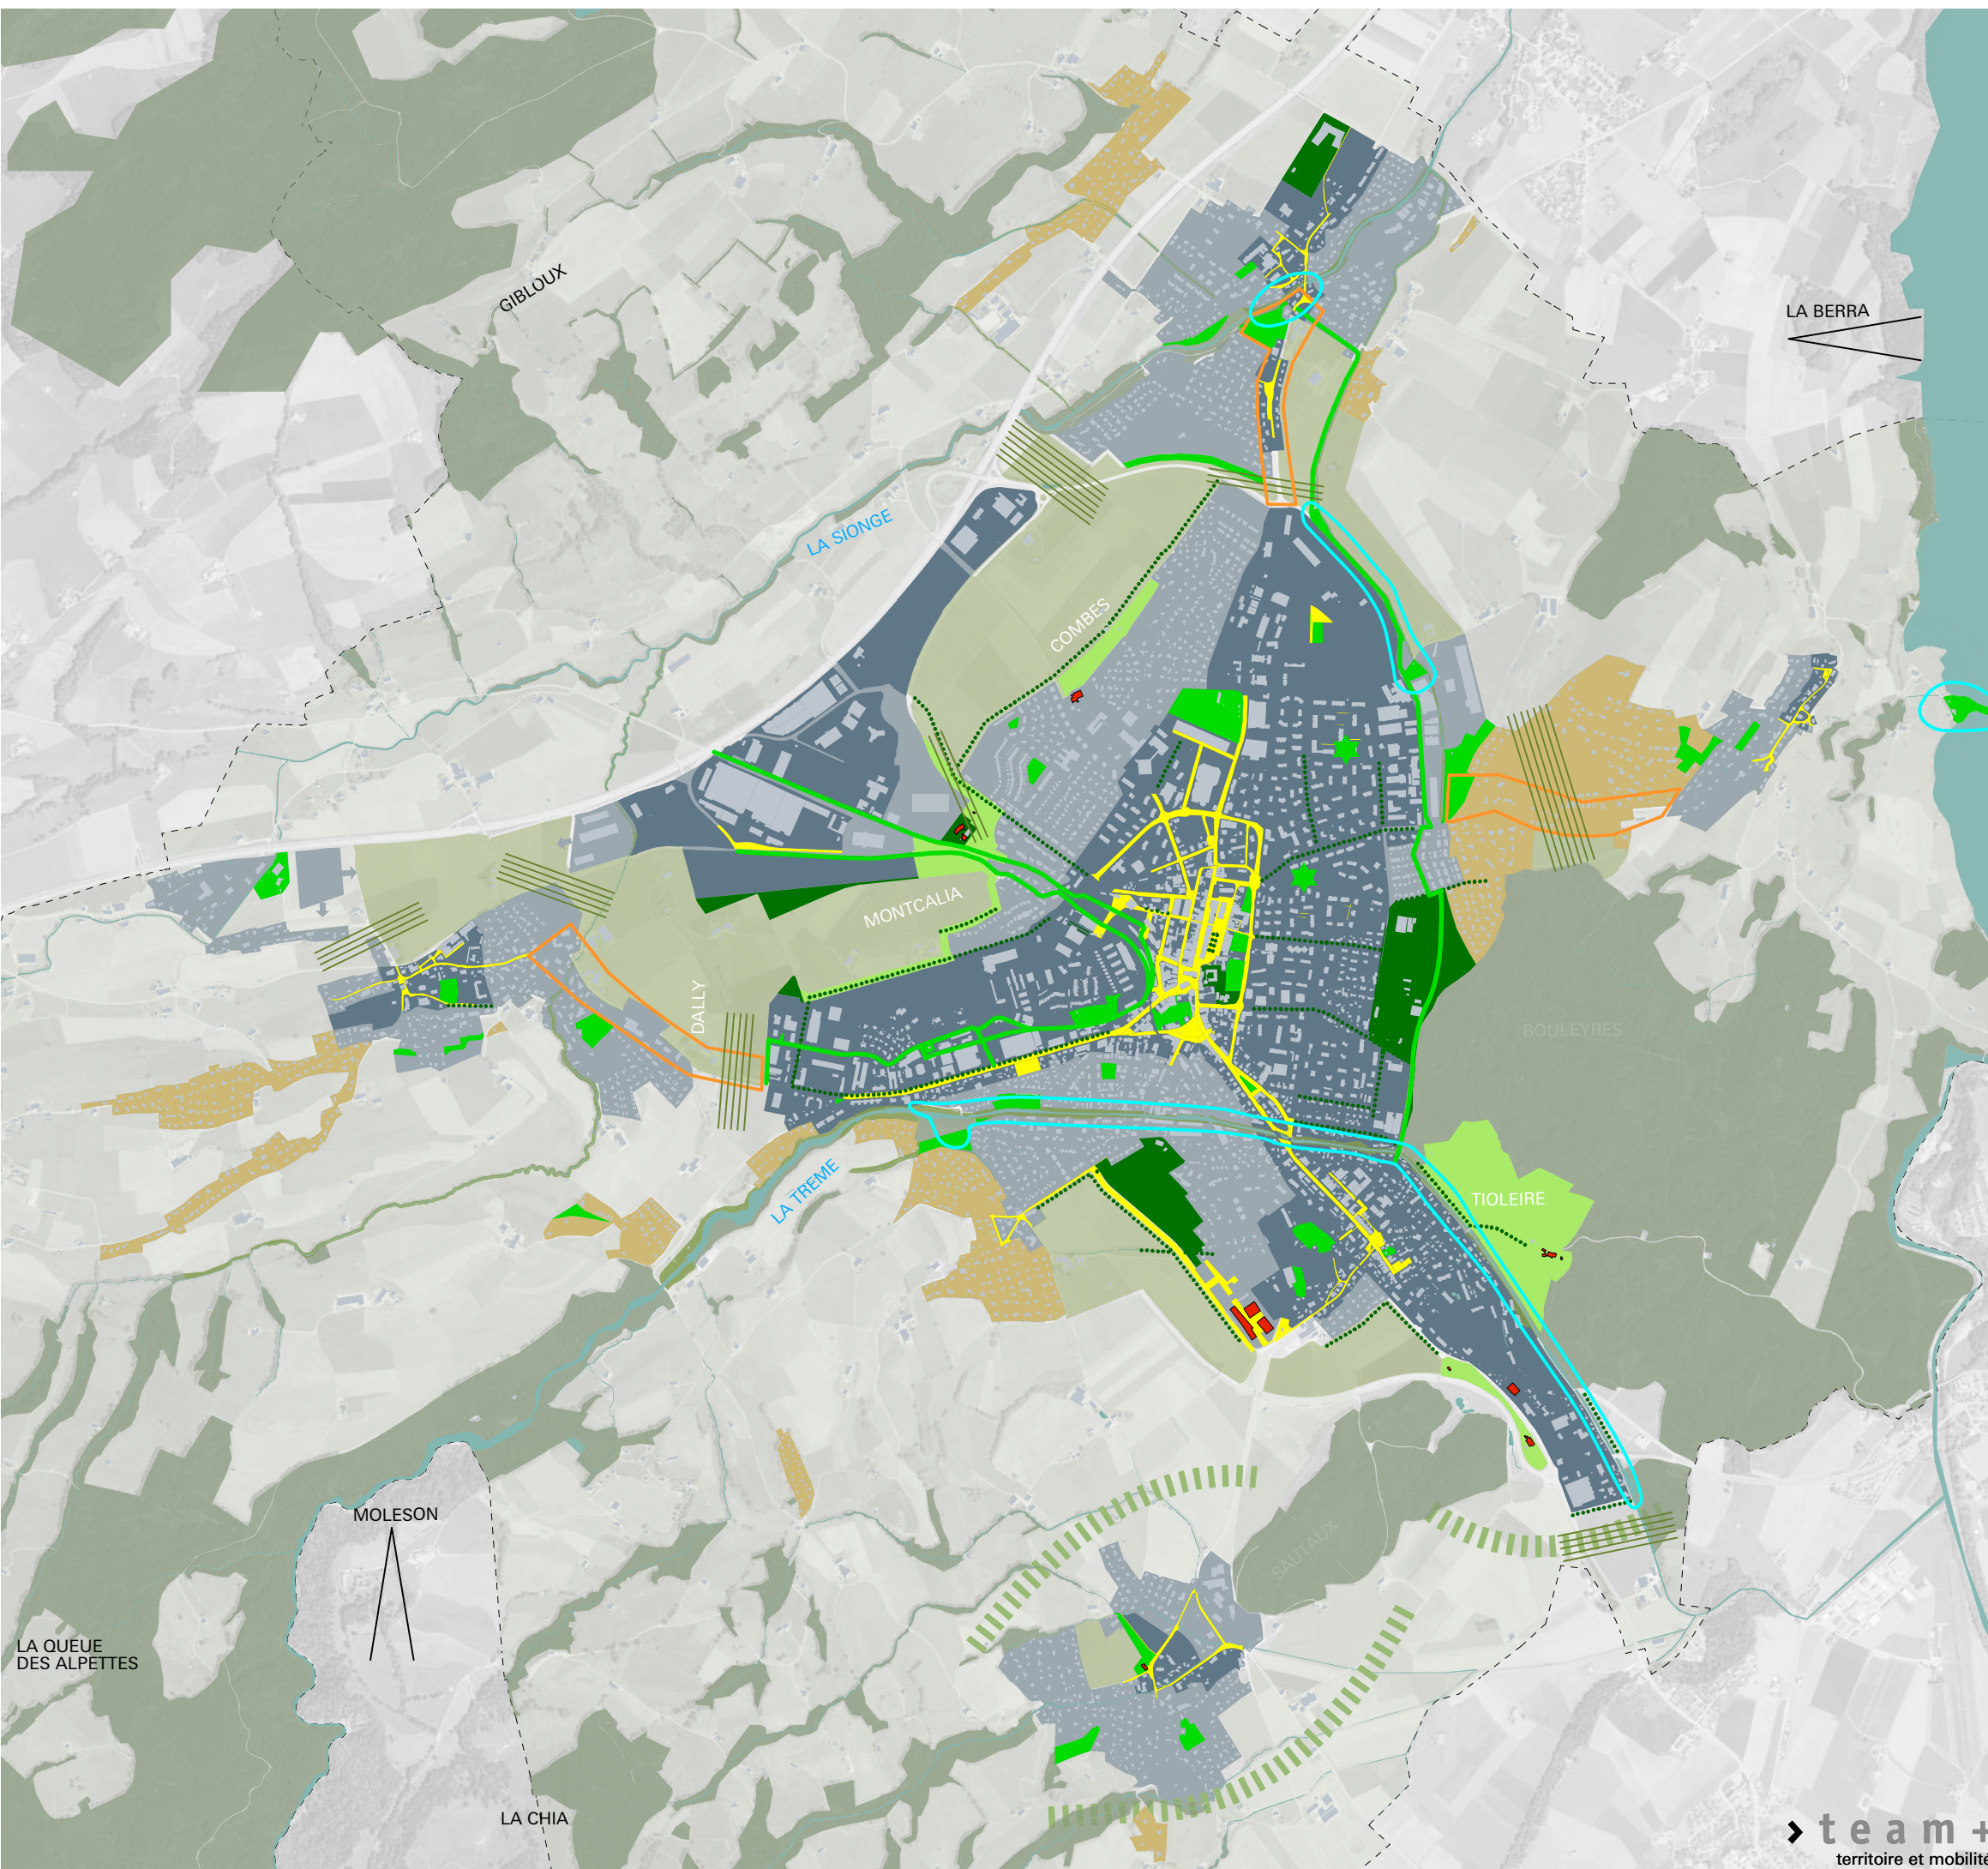 GIBLOUX
LA BERRA
LA SIONGE
COMBES
MONTCALIA
DALLY
BOULEYRES
LA TREME
TIOLEIRE
MOLESON
SAUTAUX
LA QUEUE
DES ALPETTES
LA CHIA
team+
territoire et mobilité